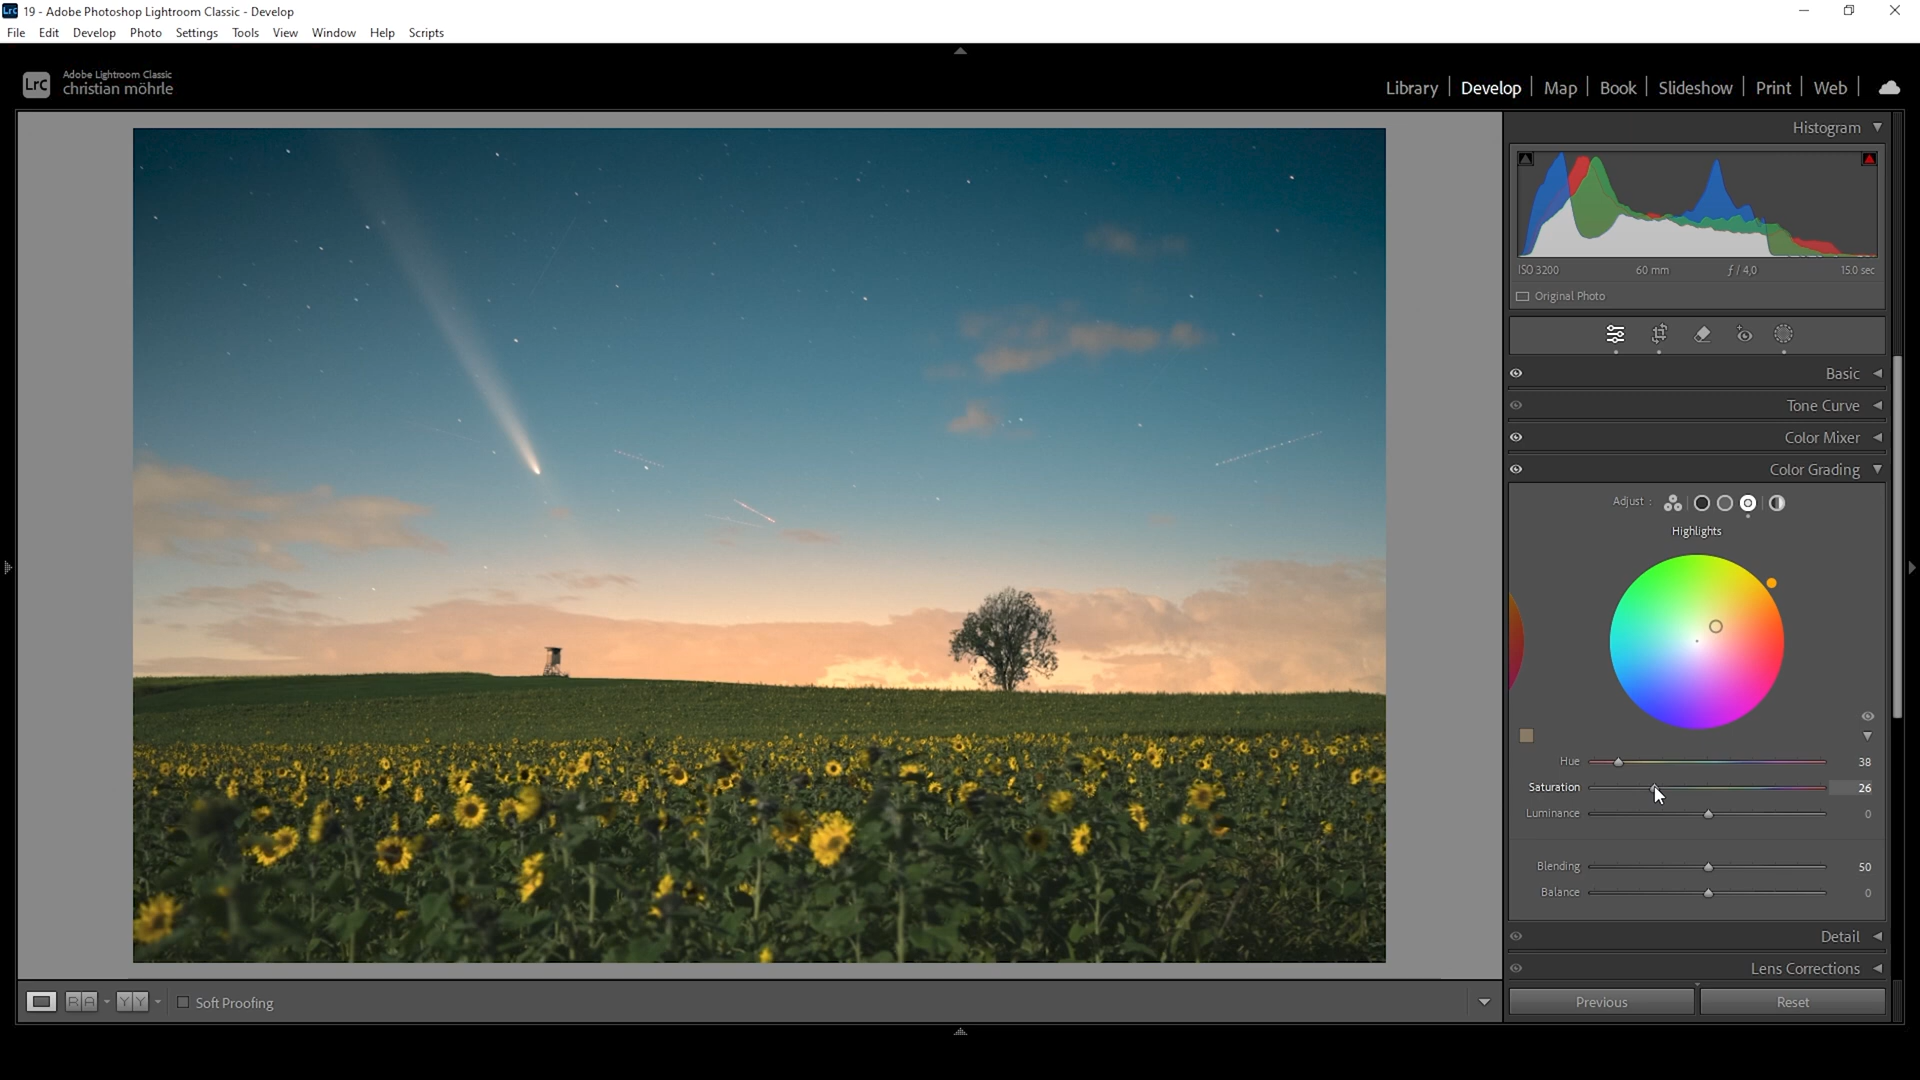 Lrc 19 - Adobe Photoshop Lightroom Classic - Develop
File Edit Develop Photo Settings Tools View Window Help Scripts
LrC
Adobe Lightroom Classic
christian möhrle
Library Develop Map Book Slideshow Print Web
Histogram
ISO 3200 60 mm ƒ / 4,0 15.0 sec
Original Photo
Basic
Tone Curve
Color Mixer
Color Grading
Adjust :
Highlights
Hue 38
Saturation 26
Luminance 0
Blending 50
Balance 0
Detail
Lens Corrections
Previous Reset
R A Y Y Soft Proofing